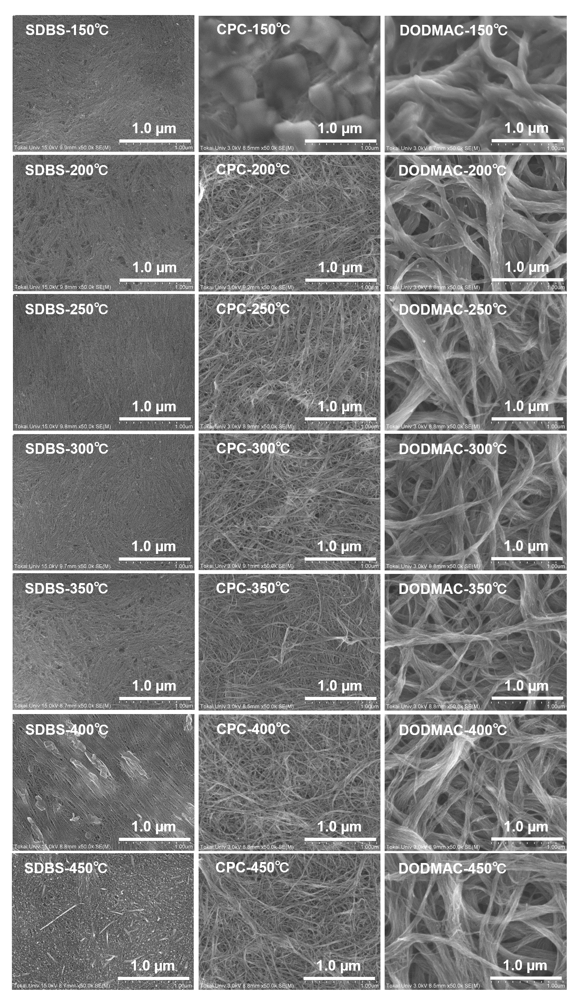 SDBS-150℃
1.0 µm
Tokai.Univ 15.0kV 9.9mm x50.0k SE(M) 1.00um
CPC-150℃
1.0 µm
Tokai.Univ 3.0kV 8.5mm x50.0k SE(M) 1.00um
DODMAC-150℃
1.0 µm
Tokai.Univ 3.0kV 8.7mm x50.0k SE(M) 1.00um
SDBS-200℃
1.0 µm
Tokai.Univ 15.0kV 9.8mm x50.0k SE(M) 1.00um
CPC-200℃
1.0 µm
Tokai.Univ 3.0kV 9.2mm x50.0k SE(M) 1.00um
DODMAC-200℃
1.0 µm
Tokai.Univ 3.0kV 8.8mm x50.0k SE(M) 1.00um
SDBS-250℃
1.0 µm
Tokai.Univ 15.0kV 9.8mm x50.0k SE(M) 1.00um
CPC-250℃
1.0 µm
Tokai.Univ 3.0kV 8.9mm x50.0k SE(M) 1.00um
DODMAC-250℃
1.0 µm
Tokai.Univ 3.0kV 8.8mm x50.0k SE(M) 1.00um
SDBS-300℃
1.0 µm
Tokai.Univ 15.0kV 9.7mm x50.0k SE(M) 1.00um
CPC-300℃
1.0 µm
Tokai.Univ 3.0kV 9.1mm x50.0k SE(M) 1.00um
DODMAC-300℃
1.0 µm
Tokai.Univ 3.0kV 8.8mm x50.0k SE(M) 1.00um
SDBS-350℃
1.0 µm
Tokai.Univ 15.0kV 8.7mm x50.0k SE(M) 1.00um
CPC-350℃
1.0 µm
Tokai.Univ 3.0kV 8.5mm x50.0k SE(M) 1.00um
DODMAC-350℃
1.0 µm
Tokai.Univ 3.0kV 8.8mm x50.0k SE(M) 1.00um
SDBS-400℃
1.0 µm
Tokai.Univ 15.0kV 8.8mm x50.0k SE(M) 1.00um
CPC-400℃
1.0 µm
Tokai.Univ 3.0kV 8.8mm x50.0k SE(M) 1.00um
DODMAC-400℃
1.0 µm
Tokai.Univ 3.0kV 8.9mm x50.0k SE(M) 1.00um
SDBS-450℃
1.0 µm
Tokai.Univ 15.0kV 8.7mm x50.0k SE(M) 1.00um
CPC-450℃
1.0 µm
Tokai.Univ 3.0kV 8.8mm x50.0k SE(M) 1.00um
DODMAC-450℃
1.0 µm
Tokai.Univ 3.0kV 8.5mm x50.0k SE(M) 1.00um